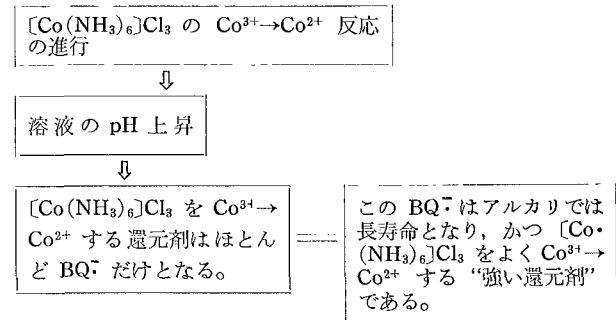 〔Co(NH₃)₆〕Cl₃ の Co³⁺→Co²⁺ 反応
の進行
⇩
溶液の pH 上昇
⇩
〔Co(NH₃)₆〕Cl₃ を Co³⁺→
Co²⁺ する還元剤はほとん
ど BQ⨪ だけとなる。
この BQ⨪ はアルカリでは
長寿命となり，かつ〔Co・
(NH₃)₆〕Cl₃ をよく Co³⁺→
Co²⁺ する “強い還元剤”
である。